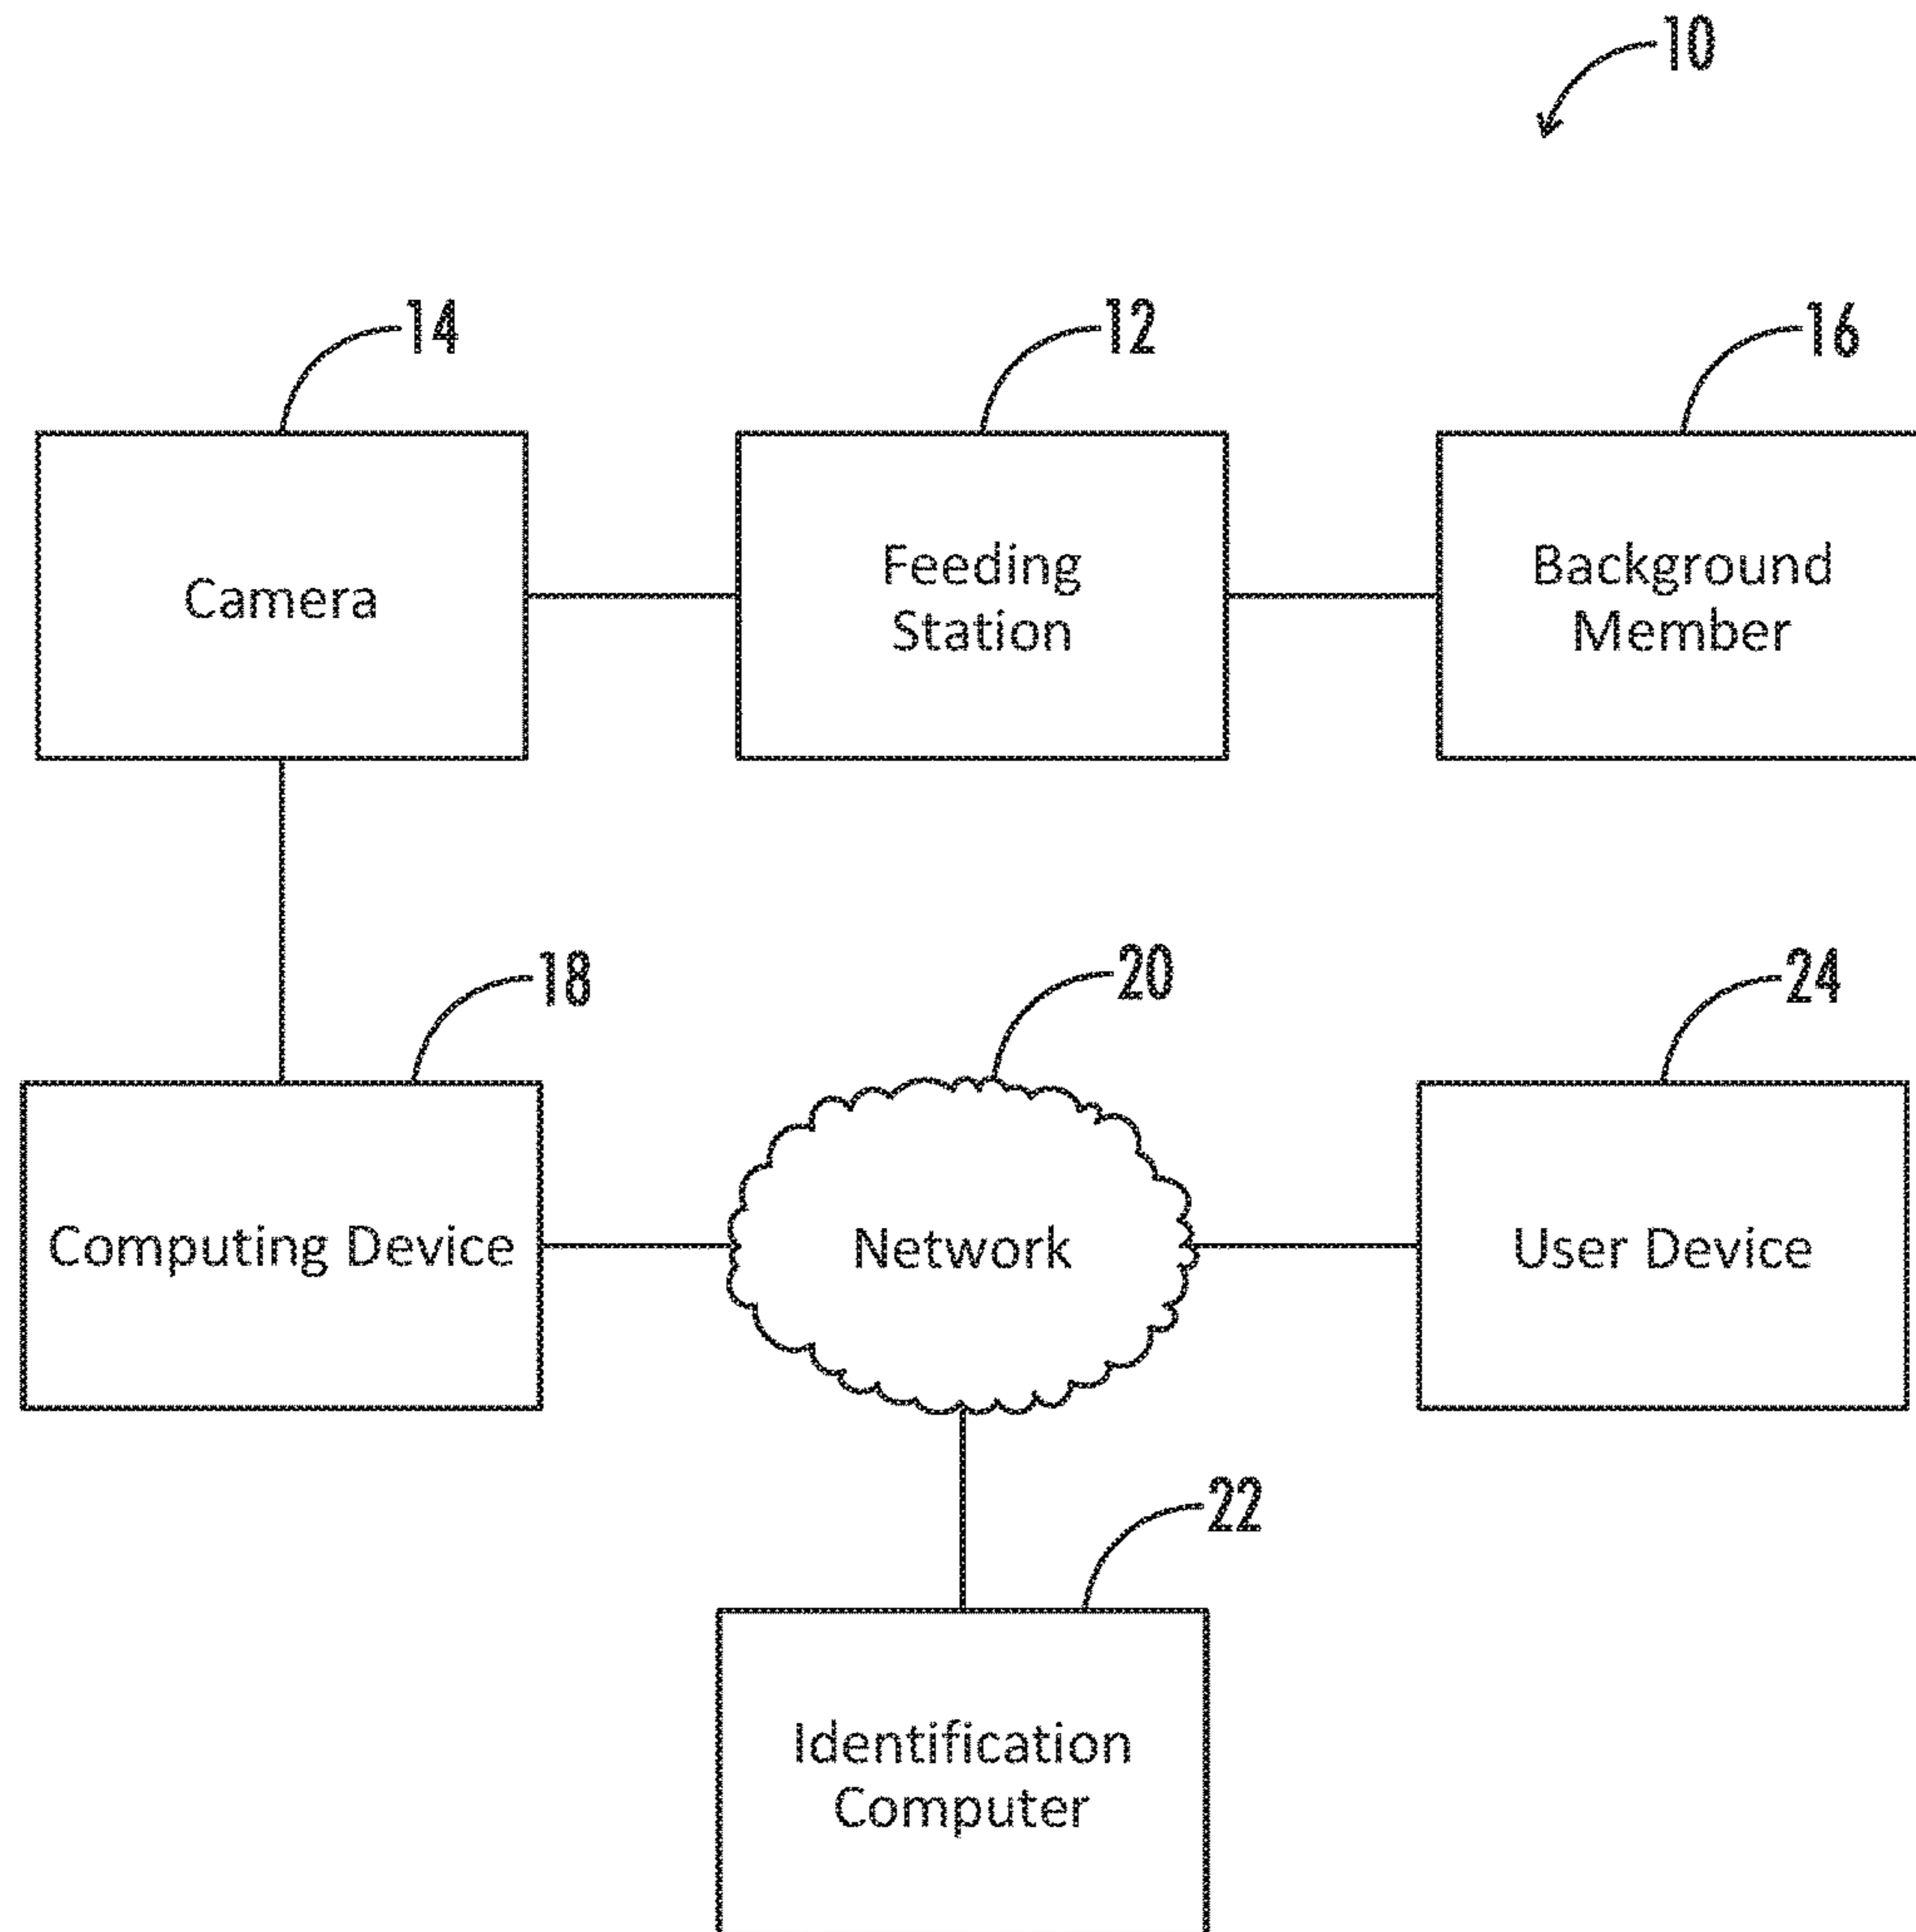 10
14
12
16
Camera
Feeding
Station
Background
Member
18
20
24
Computing Device
Network
User Device
22
Identification
Computer